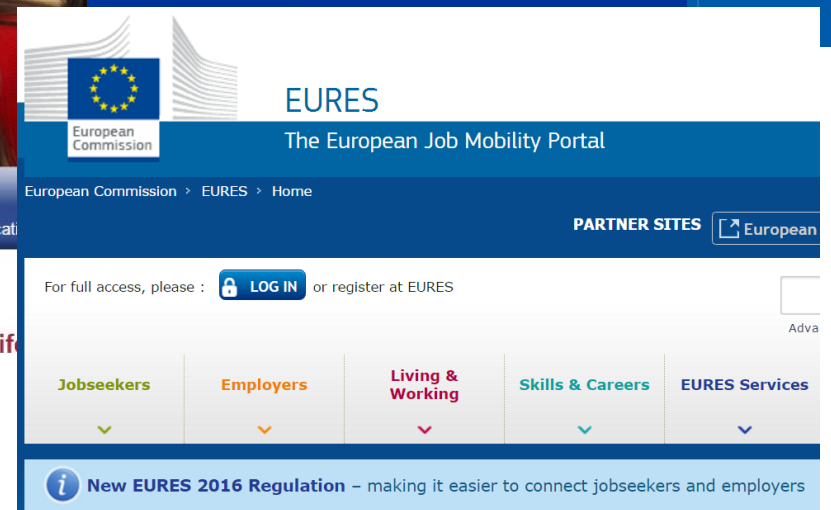 EURES
European
Commission
The European Job Mobility Portal
European Commission > EURES > Home
PARTNER SITES European
For full access, please : LOG IN or register at EURES
Jobseekers
Employers
Living &
Working
Skills & Careers
EURES Services
i New EURES 2016 Regulation – making it easier to connect jobseekers and employers